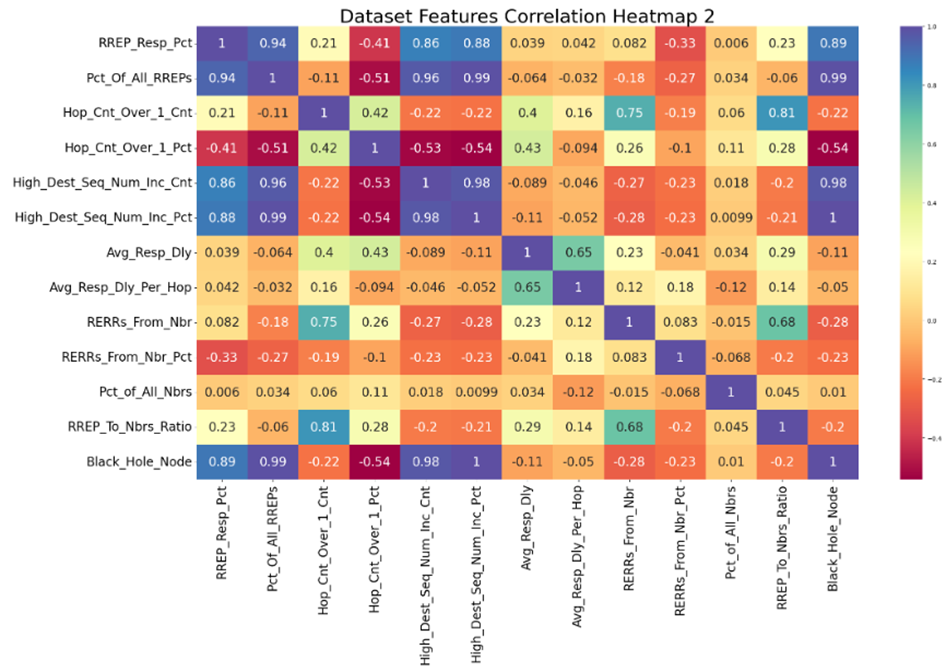 Dataset Features Correlation Heatmap 2
RREP_Resp_Pct 1 0.94 0.21 -0.41 0.86 0.88 0.039 0.042 0.082 -0.33 0.006 0.23 0.89
Pct_Of_All_RREPs 0.94 1 -0.11 -0.51 0.96 0.99 -0.064 -0.032 -0.18 -0.27 0.034 -0.06 0.99
Hop_Cnt_Over_1_Cnt 0.21 -0.11 1 0.42 -0.22 -0.22 0.4 0.16 0.75 -0.19 0.06 0.81 -0.22
Hop_Cnt_Over_1_Pct -0.41 -0.51 0.42 1 -0.53 -0.54 0.43 -0.094 0.26 -0.1 0.11 0.28 -0.54
High_Dest_Seq_Num_Inc_Cnt 0.86 0.96 -0.22 -0.53 1 0.98 -0.089 -0.046 -0.27 -0.23 0.018 -0.2 0.98
High_Dest_Seq_Num_Inc_Pct 0.88 0.99 -0.22 -0.54 0.98 1 -0.11 -0.052 -0.28 -0.23 0.0099 -0.21 1
Avg_Resp_Dly 0.039 -0.064 0.4 0.43 -0.089 -0.11 1 0.65 0.23 -0.041 0.034 0.29 -0.11
Avg_Resp_Dly_Per_Hop 0.042 -0.032 0.16 -0.094 -0.046 -0.052 0.65 1 0.12 0.18 -0.12 0.14 -0.05
RERRs_From_Nbr 0.082 -0.18 0.75 0.26 -0.27 -0.28 0.23 0.12 1 0.083 -0.015 0.68 -0.28
RERRs_From_Nbr_Pct -0.33 -0.27 -0.19 -0.1 -0.23 -0.23 -0.041 0.18 0.083 1 -0.068 -0.2 -0.23
Pct_of_All_Nbrs 0.006 0.034 0.06 0.11 0.018 0.0099 0.034 -0.12 -0.015 -0.068 1 0.045 0.01
RREP_To_Nbrs_Ratio 0.23 -0.06 0.81 0.28 -0.2 -0.21 0.29 0.14 0.68 -0.2 0.045 1 -0.2
Black_Hole_Node 0.89 0.99 -0.22 -0.54 0.98 1 -0.11 -0.05 -0.28 -0.23 0.01 -0.2 1
RREP_Resp_Pct
Pct_Of_All_RREPs
Hop_Cnt_Over_1_Cnt
Hop_Cnt_Over_1_Pct
High_Dest_Seq_Num_Inc_Cnt
High_Dest_Seq_Num_Inc_Pct
Avg_Resp_Dly
Avg_Resp_Dly_Per_Hop
RERRs_From_Nbr
RERRs_From_Nbr_Pct
Pct_of_All_Nbrs
RREP_To_Nbrs_Ratio
Black_Hole_Node
1.0
0.8
0.6
0.4
0.2
0.0
−0.2
−0.4